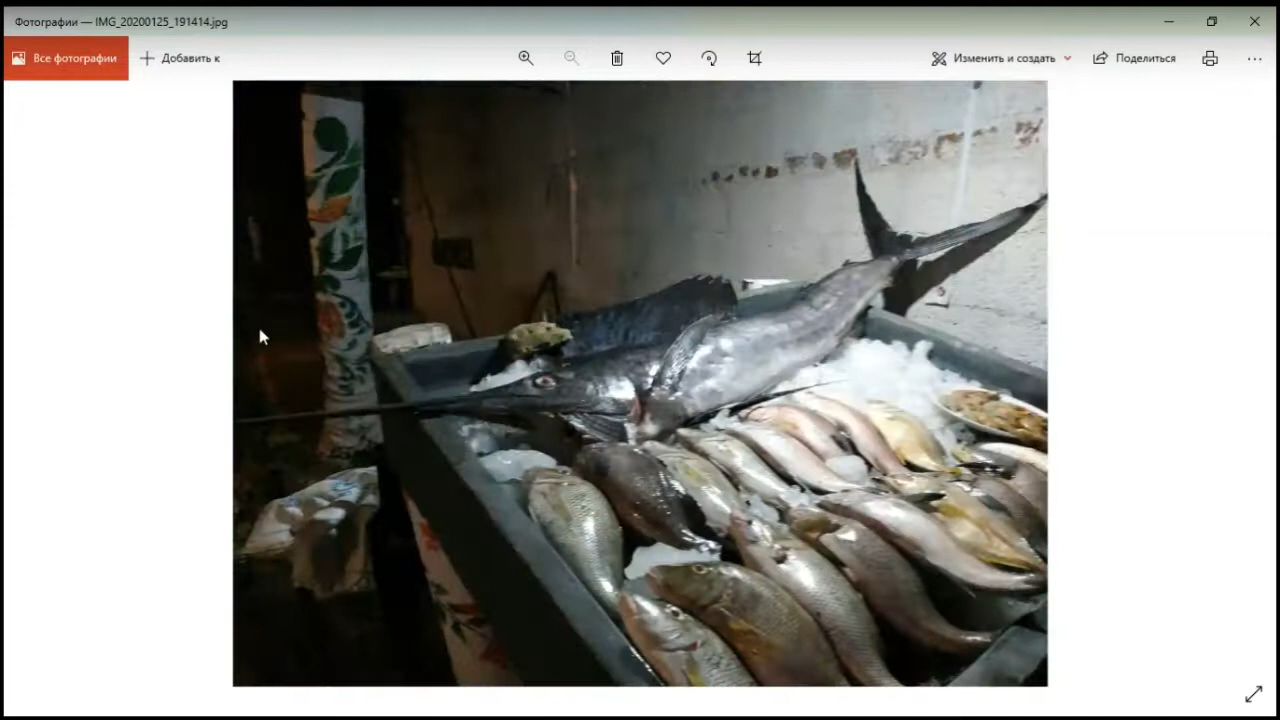 Фотографии — IMG_20200125_191414.jpg
Все фотографии
Добавить к
Изменить и создать
Поделиться